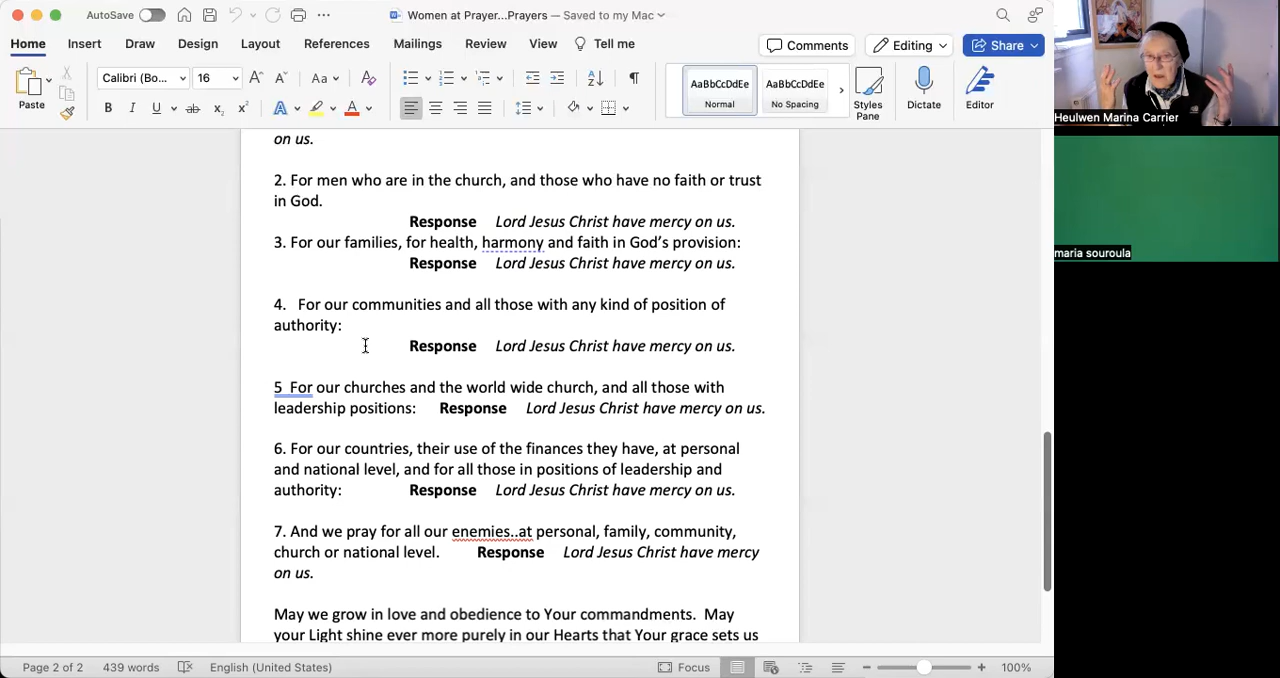 AutoSave
Women at Prayer...Prayers — Saved to my Mac
Home Insert Draw Design Layout References Mailings Review View Tell me
Comments Editing Share
Paste
Calibri (Bo... 16
AaBbCcDdEe AaBbCcDdEe
Normal No Spacing
Styles Pane
Dictate
Editor
on us.
2. For men who are in the church, and those who have no faith or trust
in God.
Response Lord Jesus Christ have mercy on us.
3. For our families, for health, harmony and faith in God's provision:
Response Lord Jesus Christ have mercy on us.
4. For our communities and all those with any kind of position of
authority:
Response Lord Jesus Christ have mercy on us.
5 For our churches and the world wide church, and all those with
leadership positions: Response Lord Jesus Christ have mercy on us.
6. For our countries, their use of the finances they have, at personal
and national level, and for all those in positions of leadership and
authority: Response Lord Jesus Christ have mercy on us.
7. And we pray for all our enemies..at personal, family, community,
church or national level. Response Lord Jesus Christ have mercy
on us.
May we grow in love and obedience to Your commandments. May
your Light shine ever more purely in our Hearts that Your grace sets us
Page 2 of 2 439 words English (United States) Focus 100%
Heulwen Marina Carrier
maria souroula